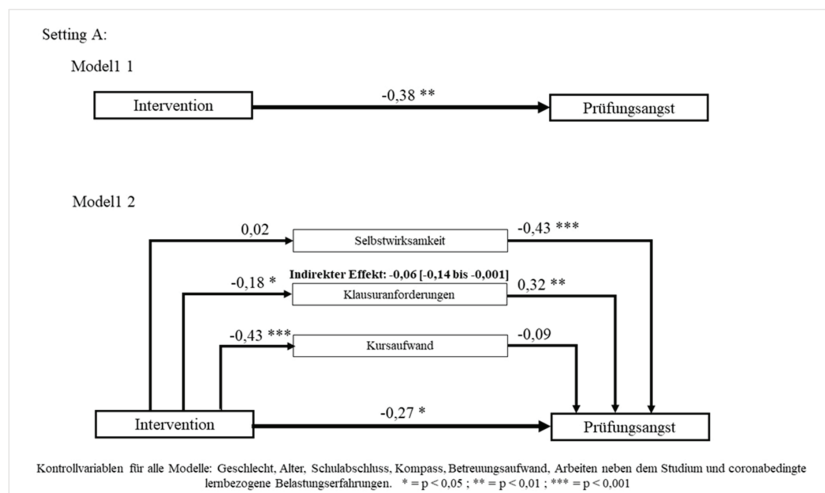 Setting A:
Model1 1
-0,38 **
Intervention
Prüfungsangst
Model1 2
0,02
-0,43 ***
Selbstwirksamkeit
Indirekter Effekt: -0,06 [-0,14 bis -0,001]
-0,18 *
0,32 **
Klausuranforderungen
-0,43 ***
-0,09
Kursaufwand
-0,27 *
Intervention
Prüfungsangst
Kontrollvariablen für alle Modelle: Geschlecht, Alter, Schulabschluss, Kompass, Betreuungsaufwand, Arbeiten neben dem Studium und coronabedingte
lernbezogene Belastungserfahrungen. * = p < 0,05 ; ** = p < 0,01 ; *** = p < 0,001